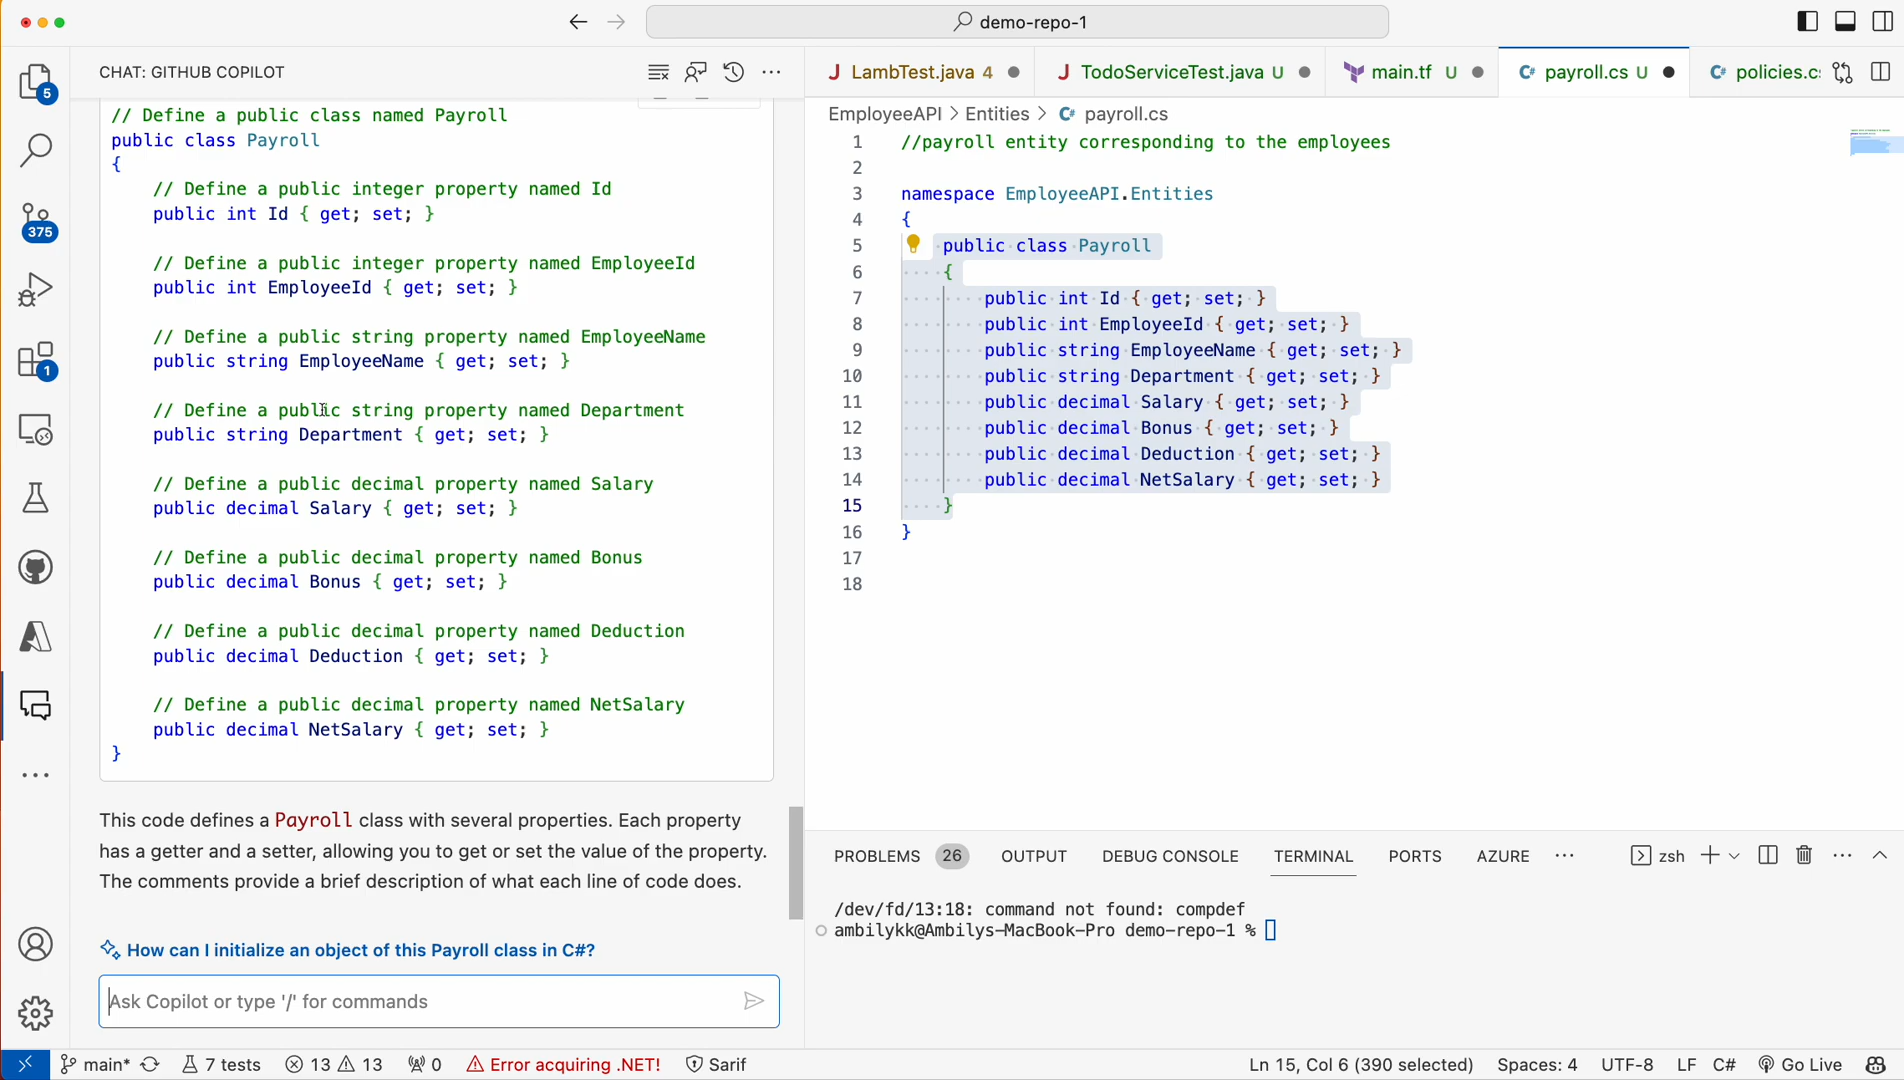 demo-repo-1
5
375
1
CHAT: GITHUB COPILOT
// Define a public class named Payroll
public class Payroll
{
// Define a public integer property named Id
public int Id { get; set; }
// Define a public integer property named EmployeeId
public int EmployeeId { get; set; }
// Define a public string property named EmployeeName
public string EmployeeName { get; set; }
// Define a public string property named Department
public string Department { get; set; }
// Define a public decimal property named Salary
public decimal Salary { get; set; }
// Define a public decimal property named Bonus
public decimal Bonus { get; set; }
// Define a public decimal property named Deduction
public decimal Deduction { get; set; }
// Define a public decimal property named NetSalary
public decimal NetSalary { get; set; }
}
This code defines a Payroll class with several properties. Each property
has a getter and a setter, allowing you to get or set the value of the property.
The comments provide a brief description of what each line of code does.
How can I initialize an object of this Payroll class in C#?
Ask Copilot or type '/' for commands
LambTest.java 4
TodoServiceTest.java U
main.tf U
C# payroll.cs U
C# policies.c
EmployeeAPI > Entities > C# payroll.cs
1 //payroll entity corresponding to the employees
2
3 namespace EmployeeAPI.Entities
4 {
5 public class Payroll
6 {
7 public int Id { get; set; }
8 public int EmployeeId { get; set; }
9 public string EmployeeName { get; set; }
10 public string Department { get; set; }
11 public decimal Salary { get; set; }
12 public decimal Bonus { get; set; }
13 public decimal Deduction { get; set; }
14 public decimal NetSalary { get; set; }
15 }
16 }
17
18
PROBLEMS 26 OUTPUT DEBUG CONSOLE TERMINAL PORTS AZURE
zsh
/dev/fd/13:18: command not found: compdef
ambilykk@Ambilys-MacBook-Pro demo-repo-1 %
main* 7 tests 13 13 0 Error acquiring .NET! Sarif
Ln 15, Col 6 (390 selected) Spaces: 4 UTF-8 LF C# Go Live